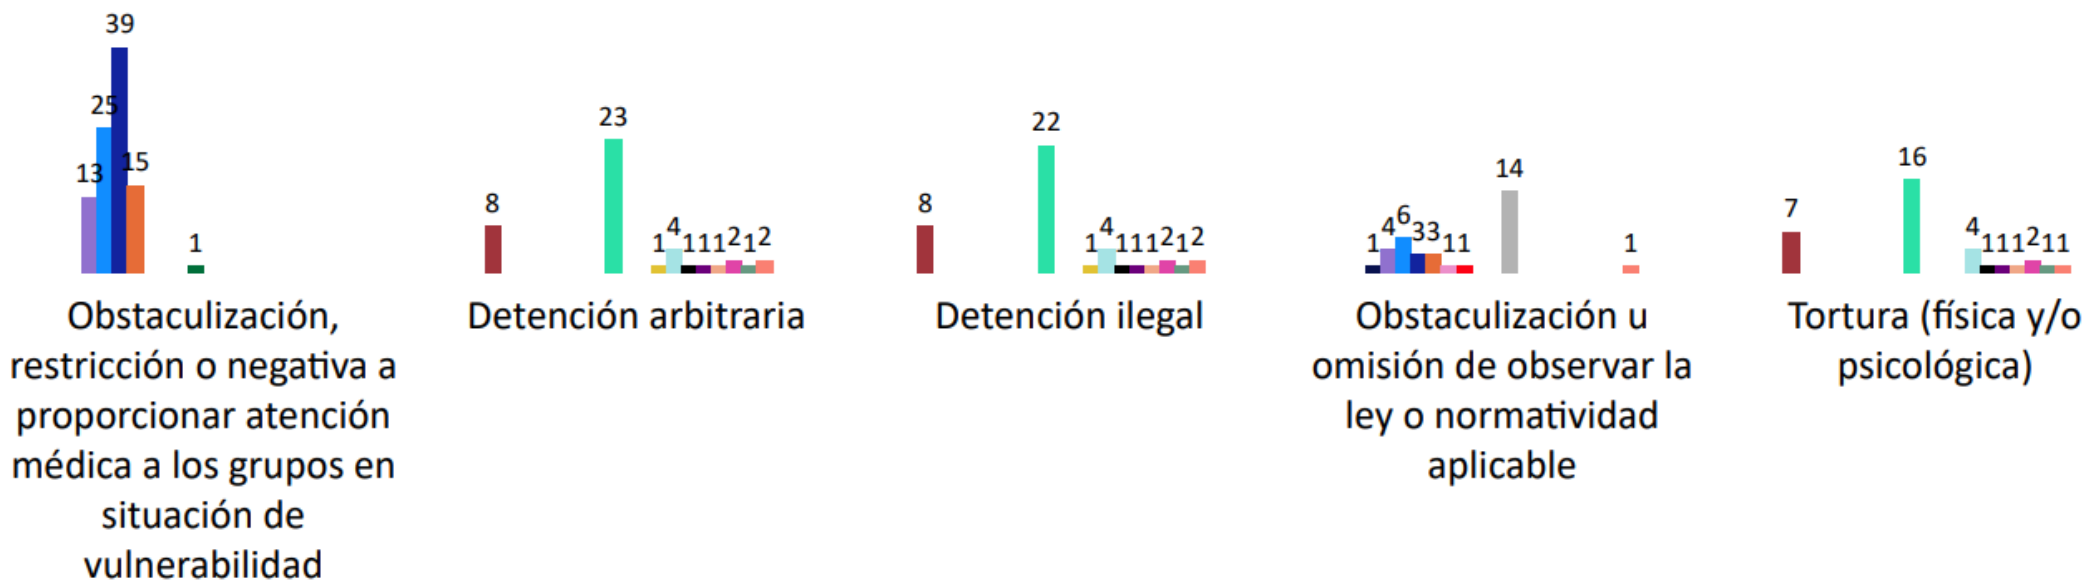 39
25
13
15
1
Obstaculización,
restricción o negativa a
proporcionar atención
médica a los grupos en
situación de
vulnerabilidad
8
23
1 4 1 1 1 2 1 2
Detención arbitraria
8
22
1 4 1 1 1 2 1 2
Detención ilegal
1 4 6 3 3 1 1
14
1
Obstaculización u
omisión de observar la
ley o normatividad
aplicable
7
16
4 1 1 1 2 1 1
Tortura (física y/o
psicológica)